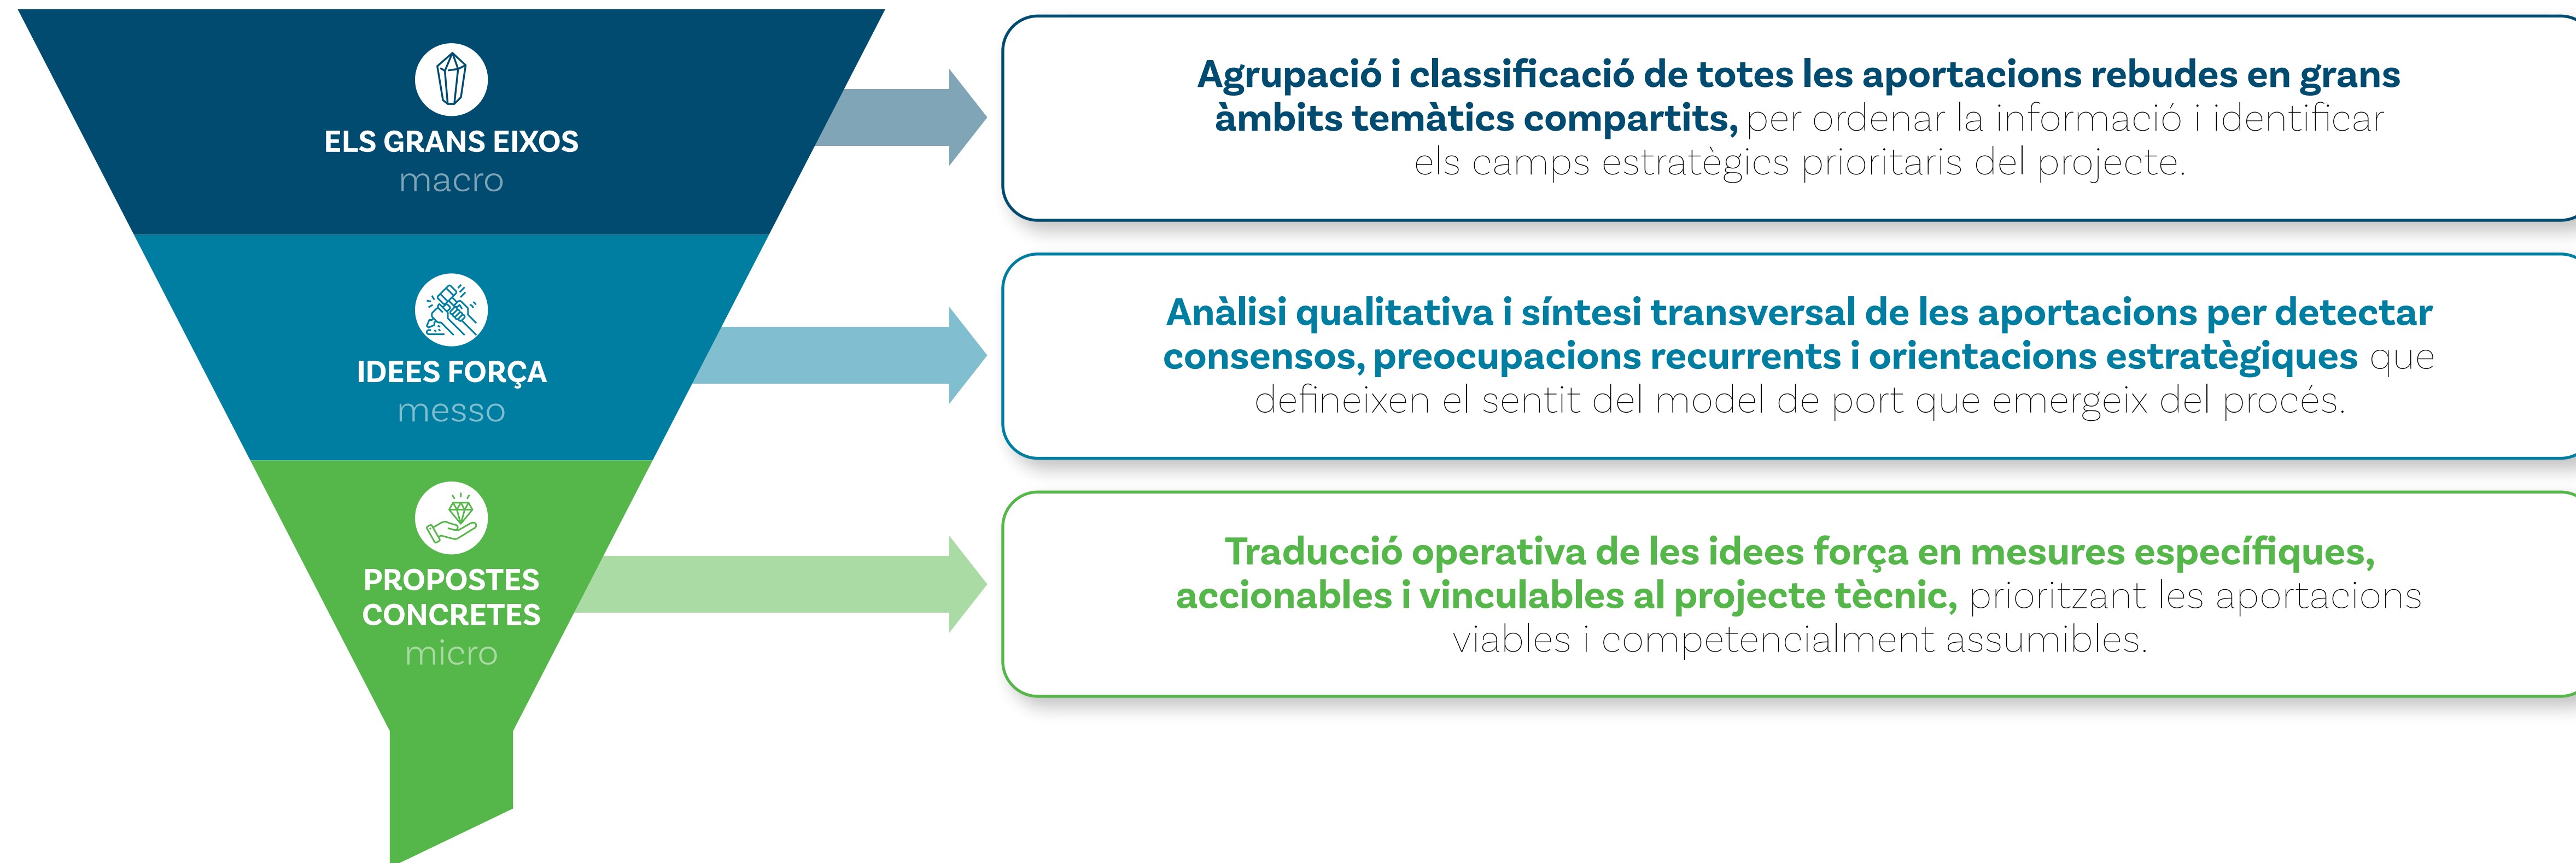 ELS GRANS EIXOS
macro
Agrupació i classificació de totes les aportacions rebudes en grans
àmbits temàtics compartits, per ordenar la informació i identificar
els camps estratègics prioritaris del projecte.
IDEES FORÇA
messo
Anàlisi qualitativa i síntesi transversal de les aportacions per detectar
consensos, preocupacions recurrents i orientacions estratègiques que
defineixen el sentit del model de port que emergeix del procés.
PROPOSTES
CONCRETES
micro
Traducció operativa de les idees força en mesures específiques,
accionables i vinculables al projecte tècnic, prioritzant les aportacions
viables i competencialment assumibles.